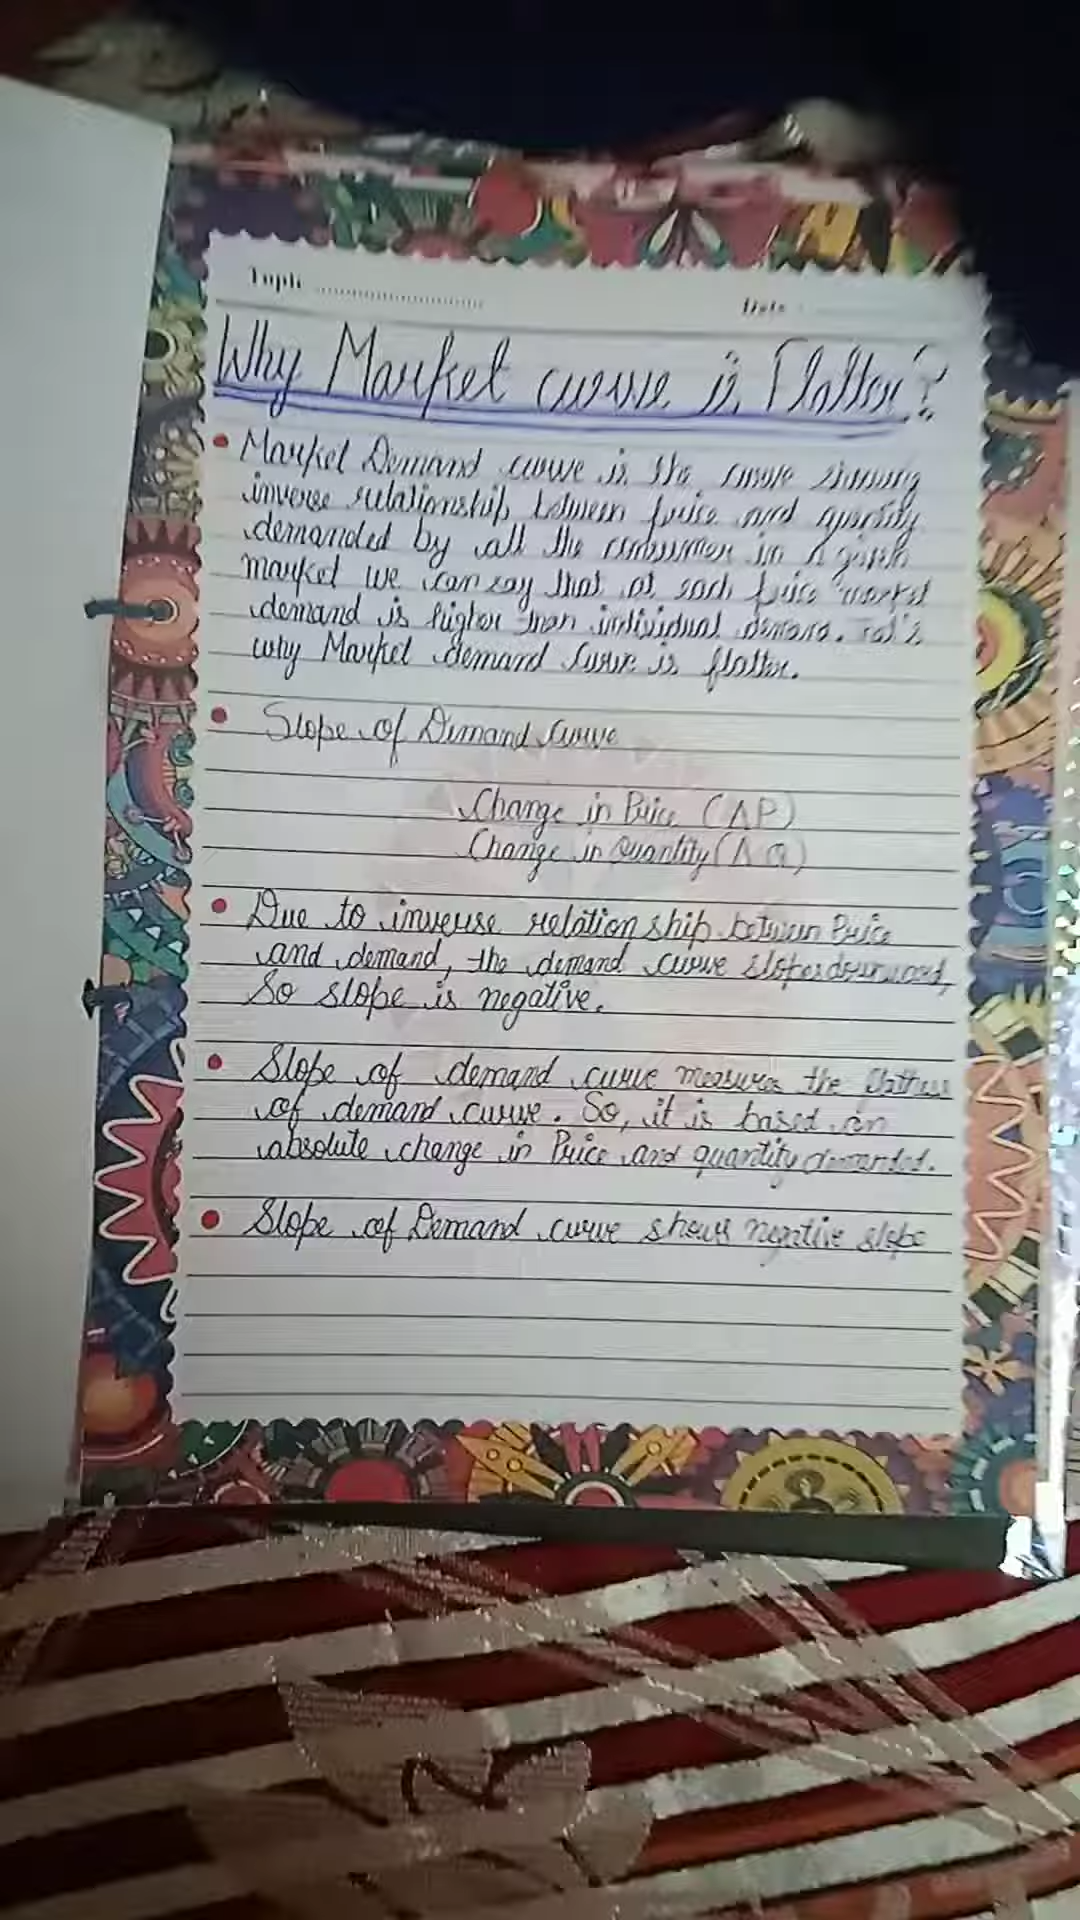 Topic
Date
Why Market curve is Flatter?
Market Demand curve is the curve showing
inverse relationship between price and quantity
demanded by all the consumer in a given
market we can say that at each price market
demand is higher than individual demand.
why Market demand curve is flatter.
Slope of Demand curve
Change in Price (ΔP)
Change in Quantity (ΔQ)
Due to inverse relation ship between Price
and demand, the demand curve slopes downward,
So slope is negative.
Slope of demand curve measures the flatness
of demand curve. So, it is based on
absolute change in Price and quantity demanded.
Slope of Demand curve shows negative slope